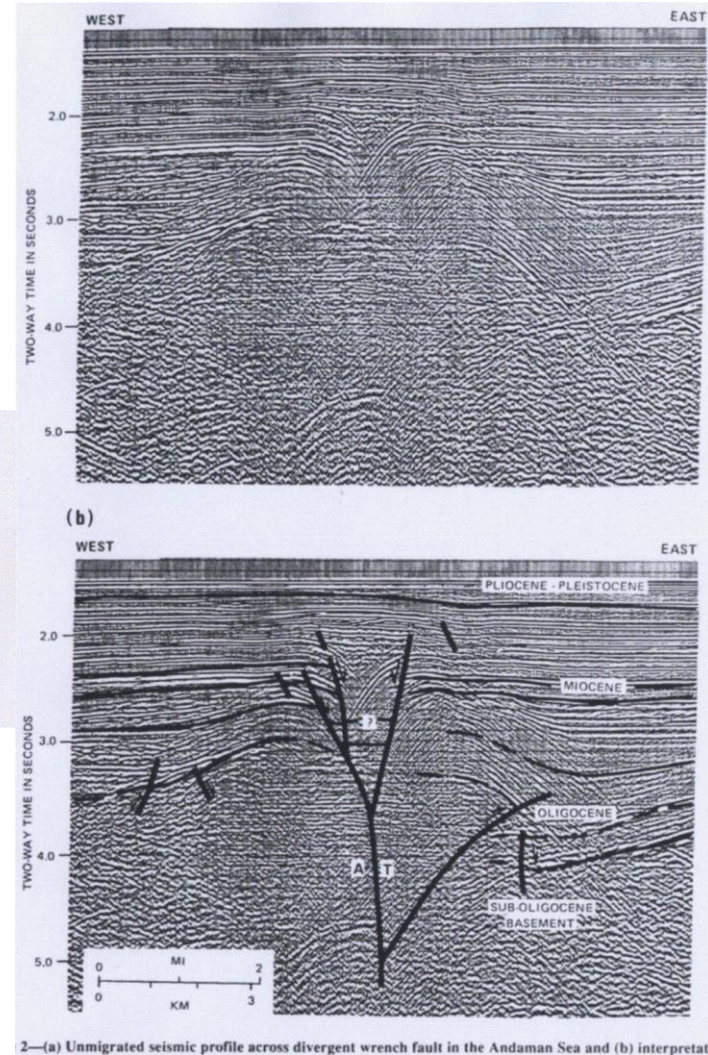 WEST EAST
2.0
3.0
4.0
5.0
TWO-WAY TIME IN SECONDS
(b)
WEST EAST
PLIOCENE - PLEISTOCENE
2.0
MIOCENE
?
3.0
TWO-WAY TIME IN SECONDS
OLIGOCENE
4.0
A T
SUB-OLIGOCENE
BASEMENT
5.0
MI
0 2
0 3
KM
2—(a) Unmigrated seismic profile across divergent wrench fault in the Andaman Sea and (b) interpretat